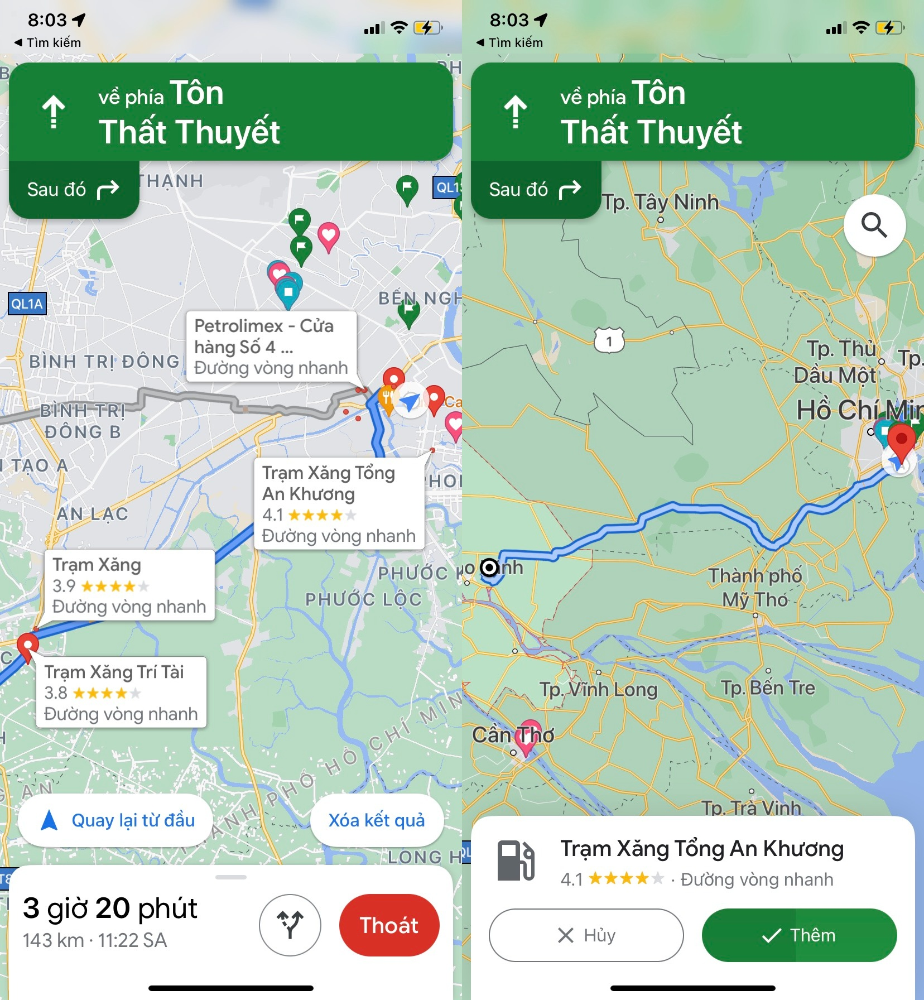 8:03
Tìm kiếm
về phía Tôn
Thất Thuyết
Sau đó
THẠNH
QL1A
BẾN NGH
Petrolimex - Cửa
hàng Số 4 ...
Đường vòng nhanh
BÌNH TRỊ ĐÔNG
BÌNH TRỊ
ĐÔNG B
TẠO A
Trạm Xăng Tổng
An Khương
4.1
Đường vòng nhanh
AN LẠC
Trạm Xăng
3.9
Đường vòng nhanh
PHƯỚC K
PHƯỚC LỘC
Trạm Xăng Trí Tài
3.8
Đường vòng nhanh
THÀNH PHỐ HỒ CHÍ MIN
G AN
Quay lại từ đầu
Xóa kết quả
LONG H
3 giờ 20 phút
143 km · 11:22 SA
Thoát
8:03
Tìm kiếm
về phía Tôn
Thất Thuyết
Sau đó
Tp. Tây Ninh
1
Tp. Thủ
Dầu Một
Tp.
Hồ Chí Min
Thành phố
Mỹ Tho
Tp. Vĩnh Long
Tp. Bến Tre
Cần Thơ
Tp. Trà Vinh
Trạm Xăng Tổng An Khương
4.1 · Đường vòng nhanh
Hủy
Thêm